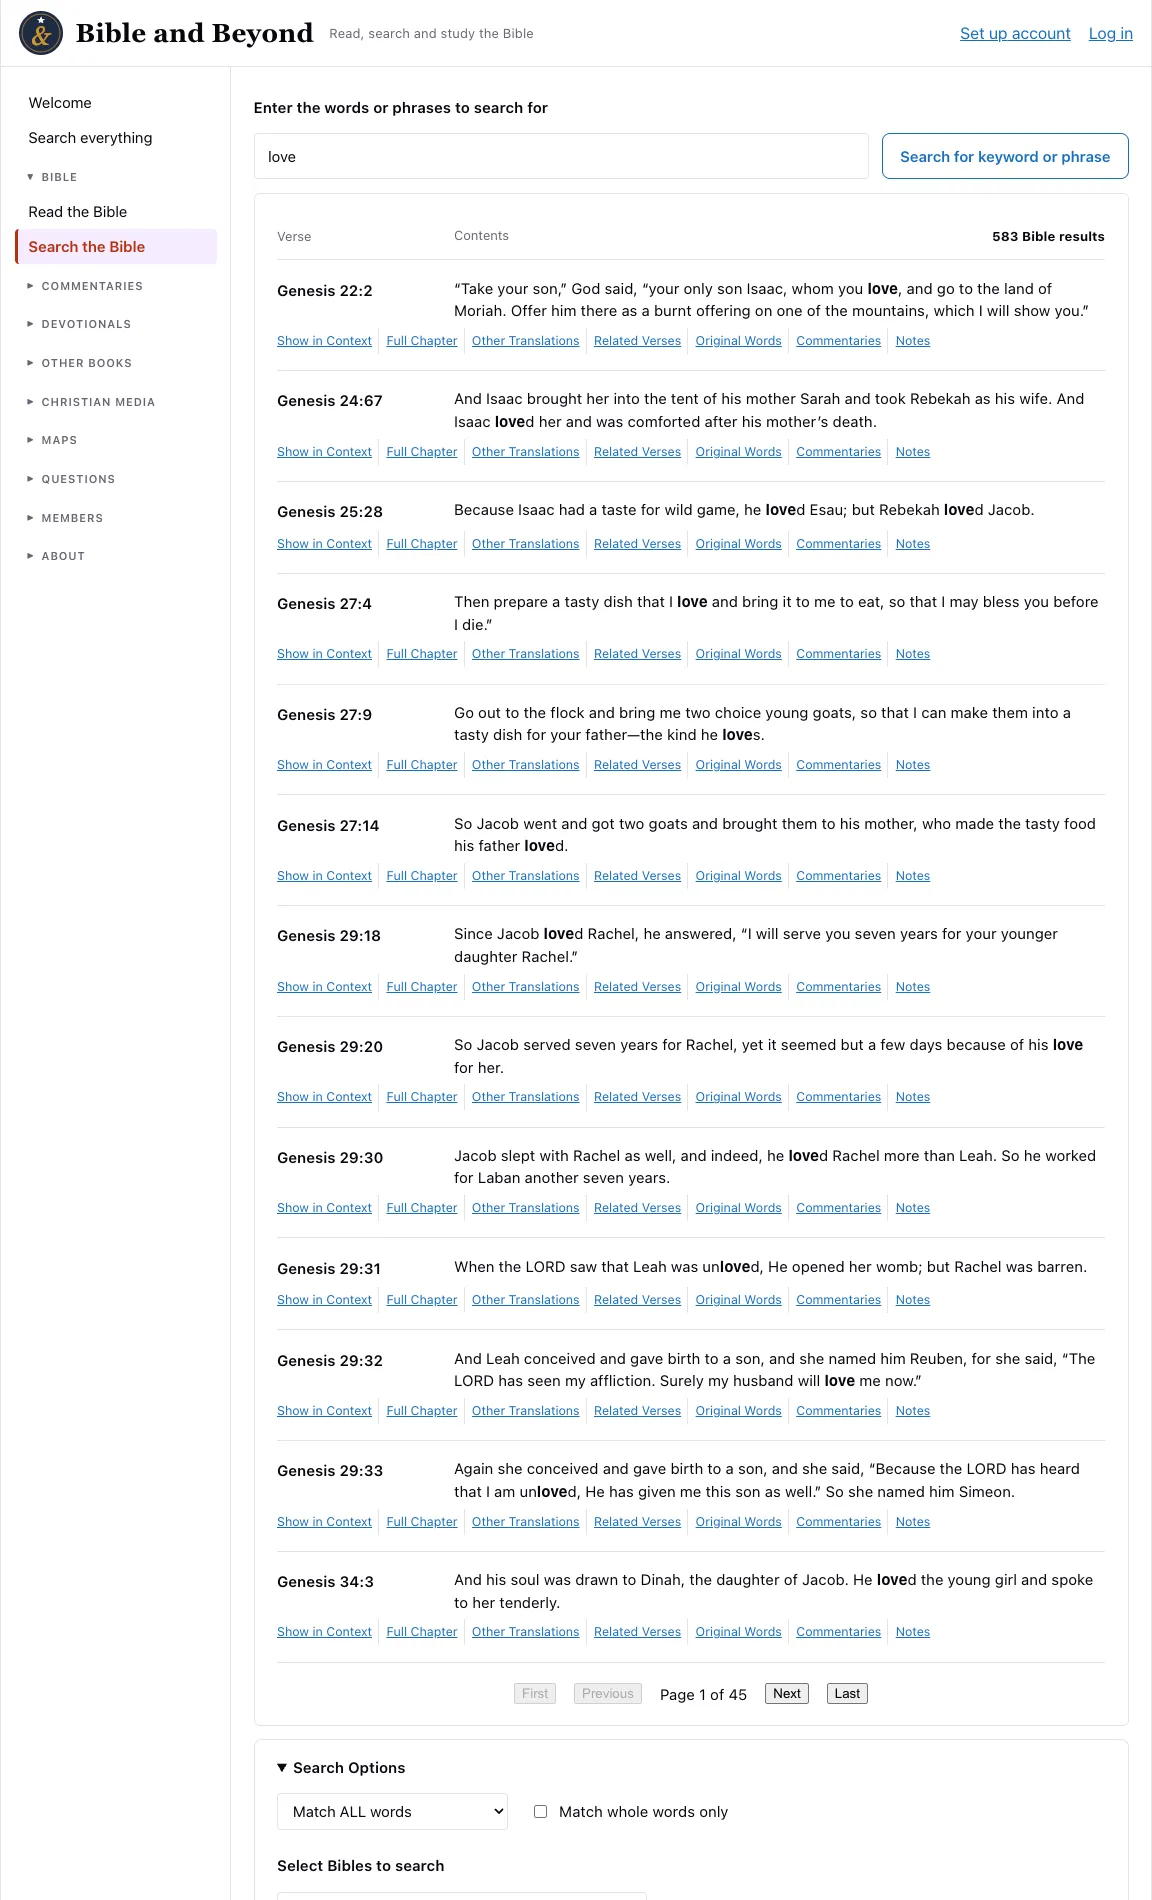 Bible and Beyond
Read, search and study the Bible
Set up account
Log in
Welcome
Search everything
BIBLE
Read the Bible
Search the Bible
COMMENTARIES
DEVOTIONALS
OTHER BOOKS
CHRISTIAN MEDIA
MAPS
QUESTIONS
MEMBERS
ABOUT
Enter the words or phrases to search for
love
Search for keyword or phrase
Verse Contents 583 Bible results
Genesis 22:2
“Take your son,” God said, “your only son Isaac, whom you love, and go to the land of
Moriah. Offer him there as a burnt offering on one of the mountains, which I will show you.”
Show in Context Full Chapter Other Translations Related Verses Original Words Commentaries Notes
Genesis 24:67
And Isaac brought her into the tent of his mother Sarah and took Rebekah as his wife. And
Isaac loved her and was comforted after his mother’s death.
Show in Context Full Chapter Other Translations Related Verses Original Words Commentaries Notes
Genesis 25:28
Because Isaac had a taste for wild game, he loved Esau; but Rebekah loved Jacob.
Show in Context Full Chapter Other Translations Related Verses Original Words Commentaries Notes
Genesis 27:4
Then prepare a tasty dish that I love and bring it to me to eat, so that I may bless you before
I die.”
Show in Context Full Chapter Other Translations Related Verses Original Words Commentaries Notes
Genesis 27:9
Go out to the flock and bring me two choice young goats, so that I can make them into a
tasty dish for your father—the kind he loves.
Show in Context Full Chapter Other Translations Related Verses Original Words Commentaries Notes
Genesis 27:14
So Jacob went and got two goats and brought them to his mother, who made the tasty food
his father loved.
Show in Context Full Chapter Other Translations Related Verses Original Words Commentaries Notes
Genesis 29:18
Since Jacob loved Rachel, he answered, “I will serve you seven years for your younger
daughter Rachel.”
Show in Context Full Chapter Other Translations Related Verses Original Words Commentaries Notes
Genesis 29:20
So Jacob served seven years for Rachel, yet it seemed but a few days because of his love
for her.
Show in Context Full Chapter Other Translations Related Verses Original Words Commentaries Notes
Genesis 29:30
Jacob slept with Rachel as well, and indeed, he loved Rachel more than Leah. So he worked
for Laban another seven years.
Show in Context Full Chapter Other Translations Related Verses Original Words Commentaries Notes
Genesis 29:31
When the LORD saw that Leah was unloved, He opened her womb; but Rachel was barren.
Show in Context Full Chapter Other Translations Related Verses Original Words Commentaries Notes
Genesis 29:32
And Leah conceived and gave birth to a son, and she named him Reuben, for she said, “The
LORD has seen my affliction. Surely my husband will love me now.”
Show in Context Full Chapter Other Translations Related Verses Original Words Commentaries Notes
Genesis 29:33
Again she conceived and gave birth to a son, and she said, “Because the LORD has heard
that I am unloved, He has given me this son as well.” So she named him Simeon.
Show in Context Full Chapter Other Translations Related Verses Original Words Commentaries Notes
Genesis 34:3
And his soul was drawn to Dinah, the daughter of Jacob. He loved the young girl and spoke
to her tenderly.
Show in Context Full Chapter Other Translations Related Verses Original Words Commentaries Notes
First Previous Page 1 of 45 Next Last
Search Options
Match ALL words
Match whole words only
Select Bibles to search